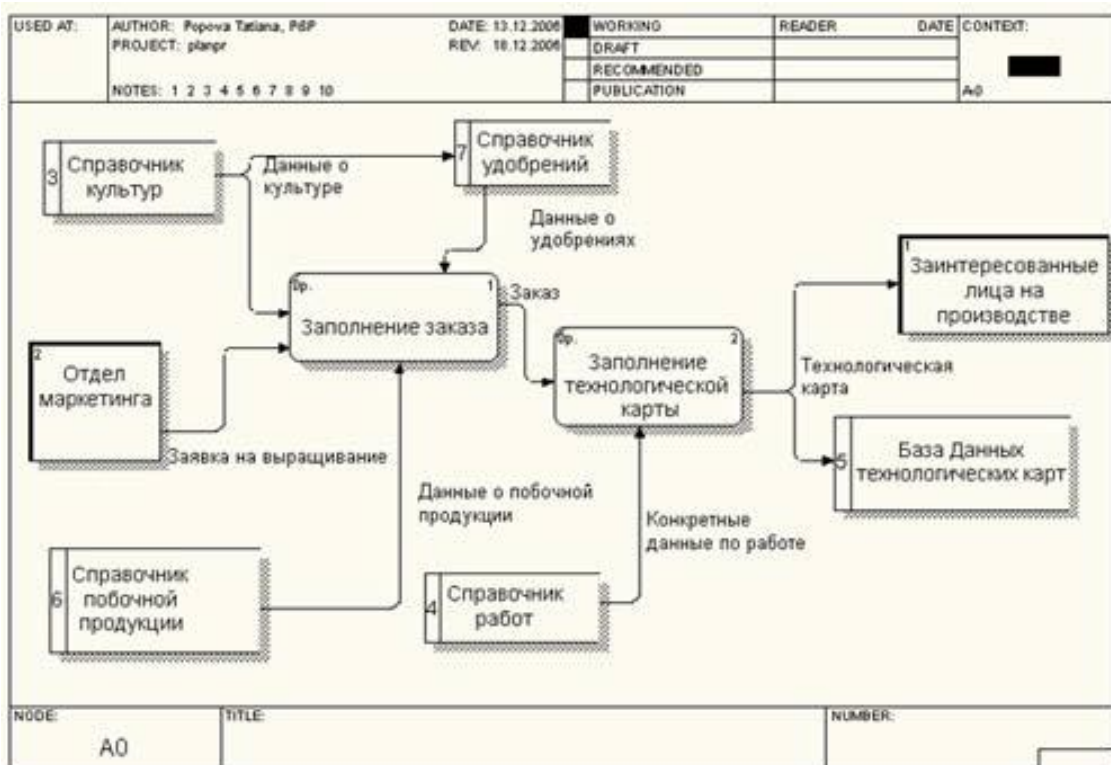 USED AT:
AUTHOR: Popova Tatiana, P&P
DATE: 13.12.2006
WORKING
READER
DATE
CONTEXT:
PROJECT: planpr
REV: 18.12.2006
DRAFT
RECOMMENDED
NOTES: 1 2 3 4 5 6 7 8 9 10
PUBLICATION
A-0
3
Справочник
культур
Данные о
культуре
7
Справочник
удобрений
Данные о
удобрениях
1
Заинтересованные
лица на
производстве
0р.
1
Заполнение заказа
Заказ
0р.
2
Заполнение
технологической
карты
2
Отдел
маркетинга
Технологическая
карта
Заявка на выращивание
5
База Данных
технологических карт
Данные о побочной
продукции
Конкретные
данные по работе
6
Справочник
побочной
продукции
4
Справочник
работ
NODE:
TITLE:
NUMBER:
A0